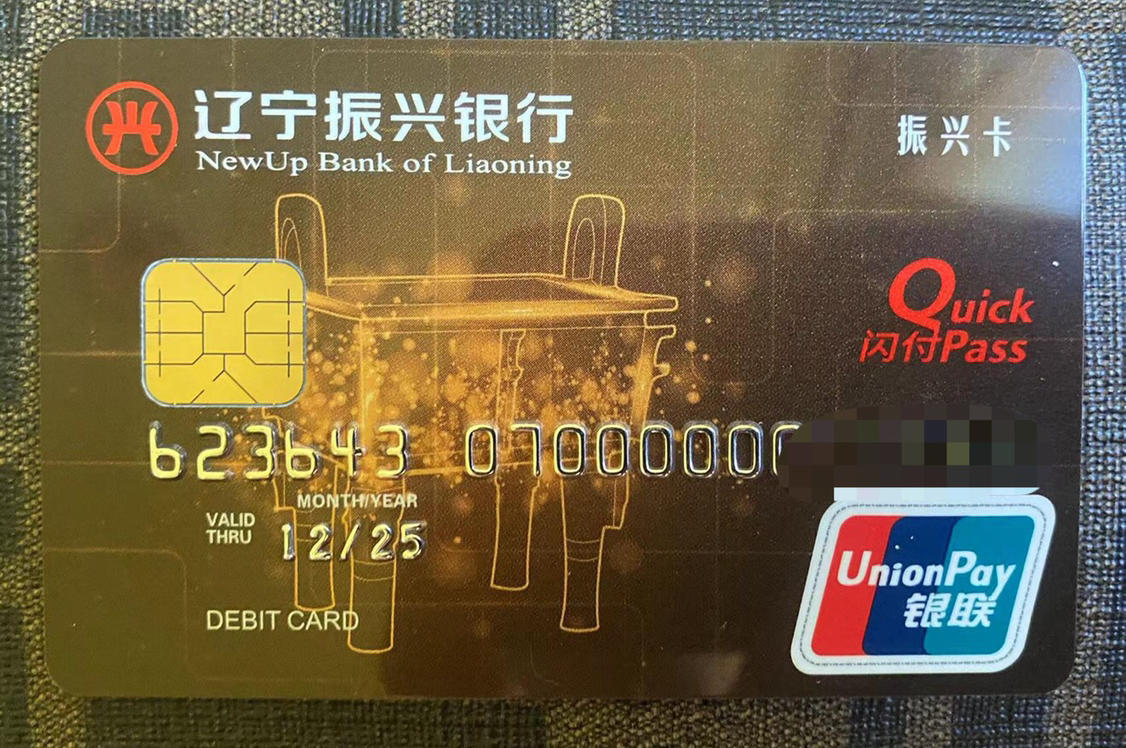 兴
辽宁振兴银行
NewUp Bank of Liaoning
振兴卡
Quick
闪付Pass
623643 0700000
MONTH/YEAR
VALID
THRU
12/25
DEBIT CARD
UnionPay
银联